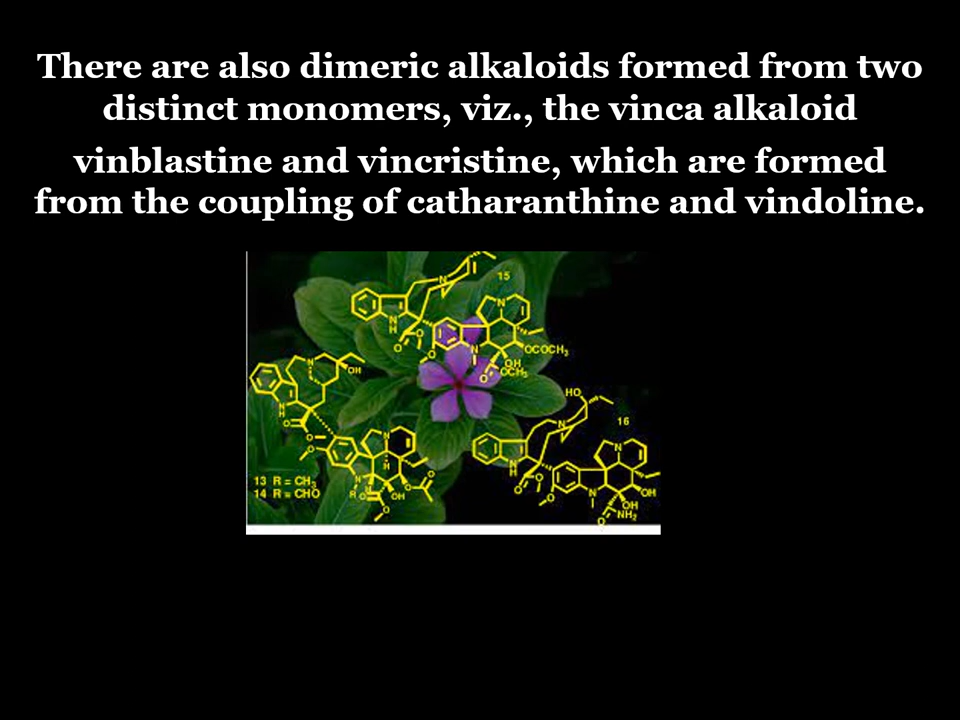 There are also dimeric alkaloids formed from two
distinct monomers, viz., the vinca alkaloid
vinblastine and vincristine, which are formed
from the coupling of catharanthine and vindoline.
15
N
N
N
H
O
O
O
N
OCOCH3
OH
O
OCH3
N
OH
N
H
O
O
O
N
H
N
R
O
O
OH
O
O
13 R = CH3
14 R = CHO
HO
16
N
N
N
H
O
O
O
N
OH
OH
O
NH2